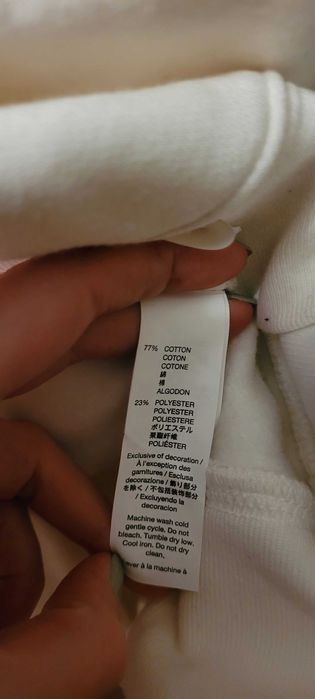 77% COTTON
COTON
COTONE
綿
棉
ALGODON
23% POLYESTER
POLYESTER
POLIESTERE
ポリエステル
聚酯纤维
POLIÉSTER
Exclusive of decoration /
À l'exception des
garnitures / Esclusa
decorazione / 飾り部分
を除く / 不包括装饰部分
/ Excluyendo la
decoracion
Machine wash cold
gentle cycle. Do not
bleach. Tumble dry low.
Cool iron. Do not dry
clean.
aver à la machine à